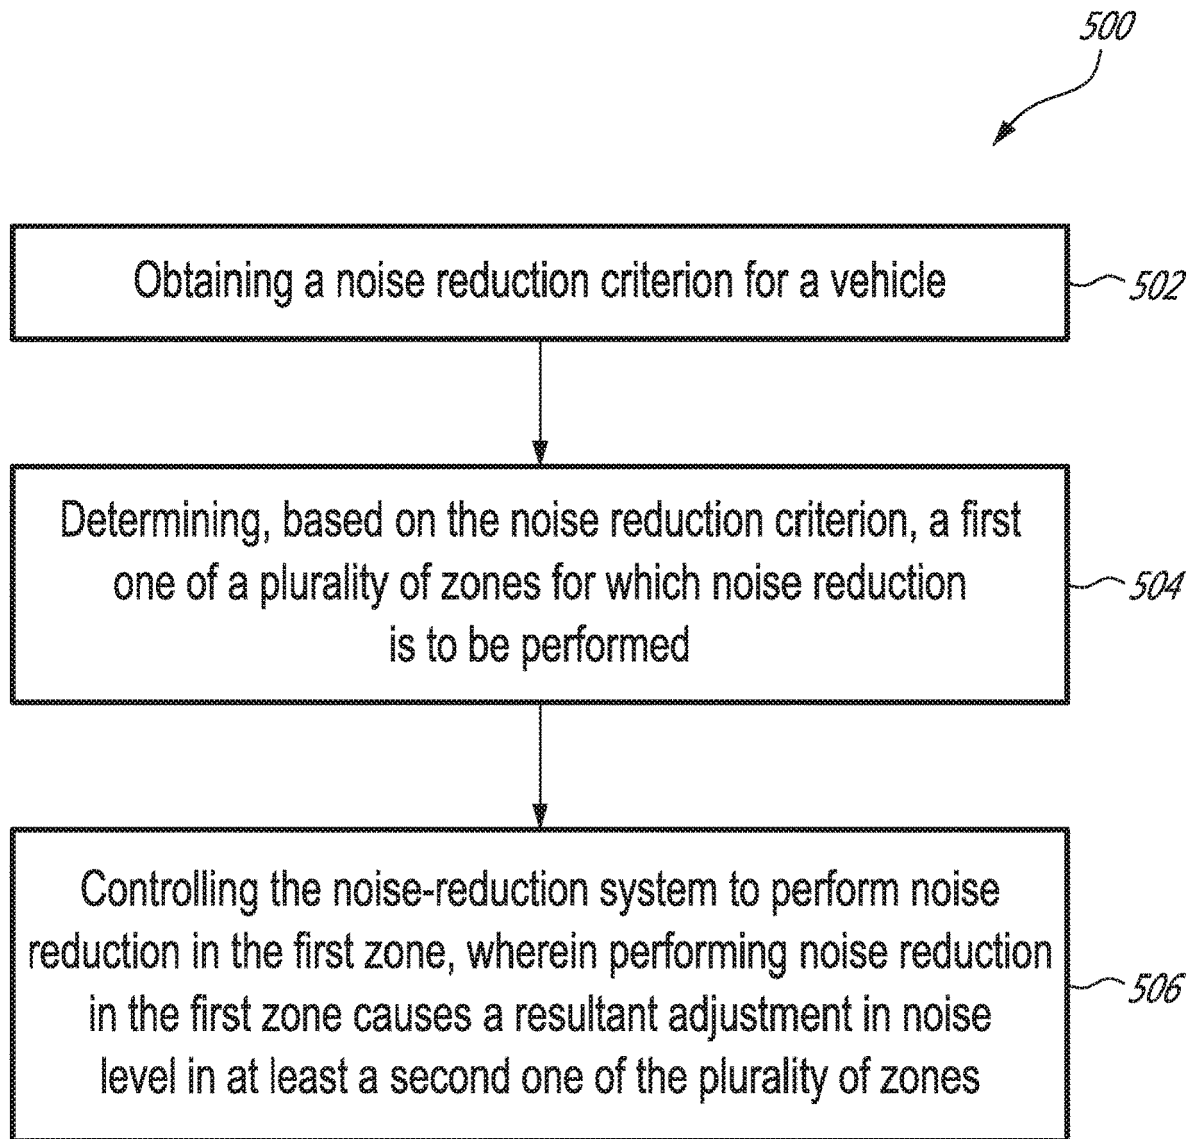 500
Obtaining a noise reduction criterion for a vehicle
502
Determining, based on the noise reduction criterion, a first
one of a plurality of zones for which noise reduction
is to be performed
504
Controlling the noise-reduction system to perform noise
reduction in the first zone, wherein performing noise reduction
in the first zone causes a resultant adjustment in noise
level in at least a second one of the plurality of zones
506